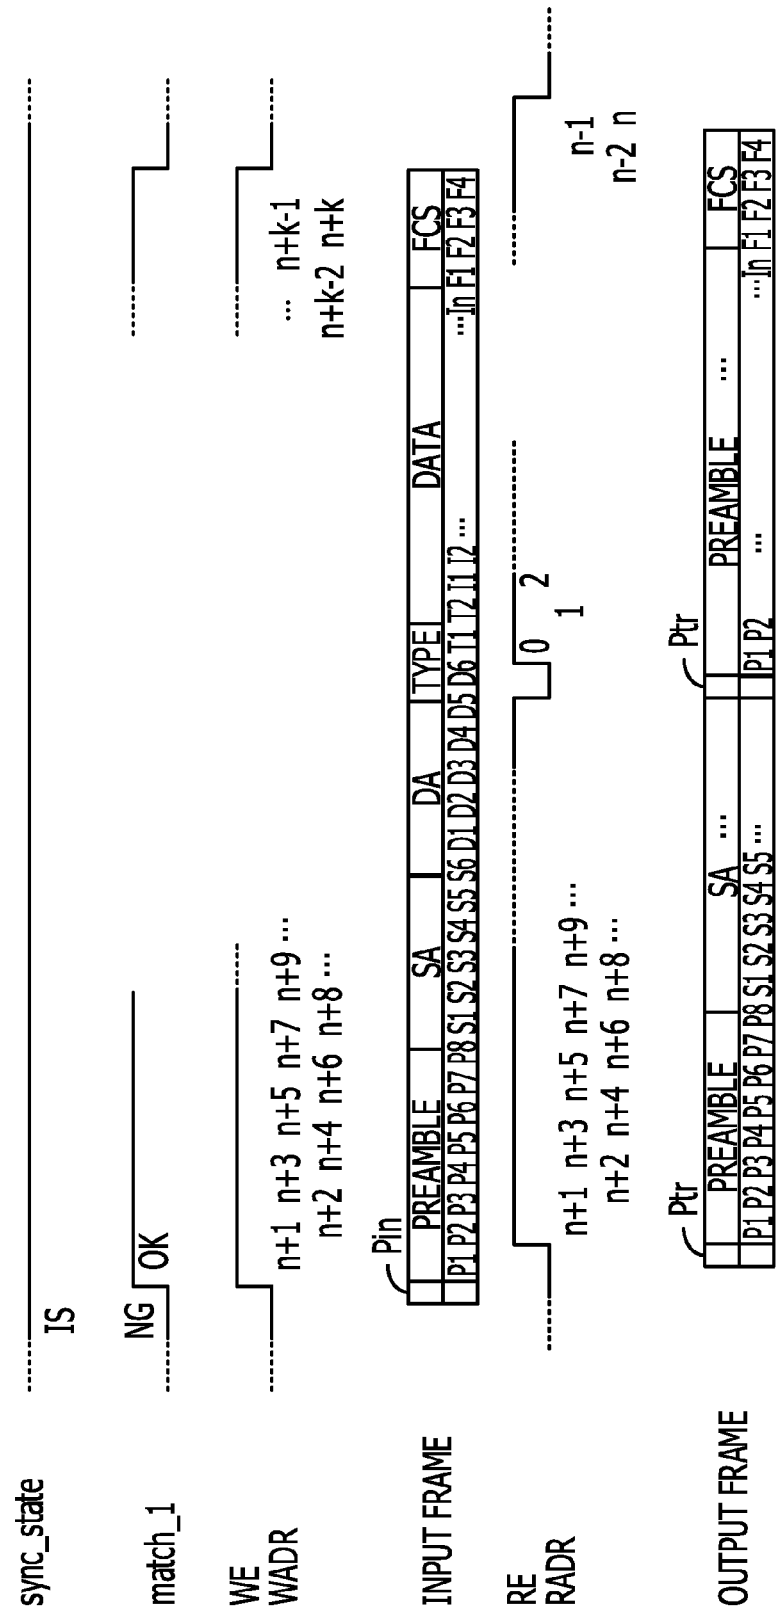 sync_state
IS
match_1
NG OK
WE
WADR
n+1 n+3 n+5 n+7 n+9 ...
n+2 n+4 n+6 n+8 ...
... n+k-1
n+k-2 n+k
Pin
INPUT FRAME
PREAMBLE SA DA TYPE DATA FCS
P1 P2 P3 P4 P5 P6 P7 P8 S1 S2 S3 S4 S5 S6 D1 D2 D3 D4 D5 D6 T1 T2 I1 I2 ... ...In F1 F2 F3 F4
RE
RADR
n+1 n+3 n+5 n+7 n+9 ...
n+2 n+4 n+6 n+8 ...
0 2
1
n-1
n-2 n
Ptr Ptr
OUTPUT FRAME
PREAMBLE SA ... PREAMBLE ... FCS
P1 P2 P3 P4 P5 P6 P7 P8 S1 S2 S3 S4 S5 ... P1 P2 ... ...In F1 F2 F3 F4